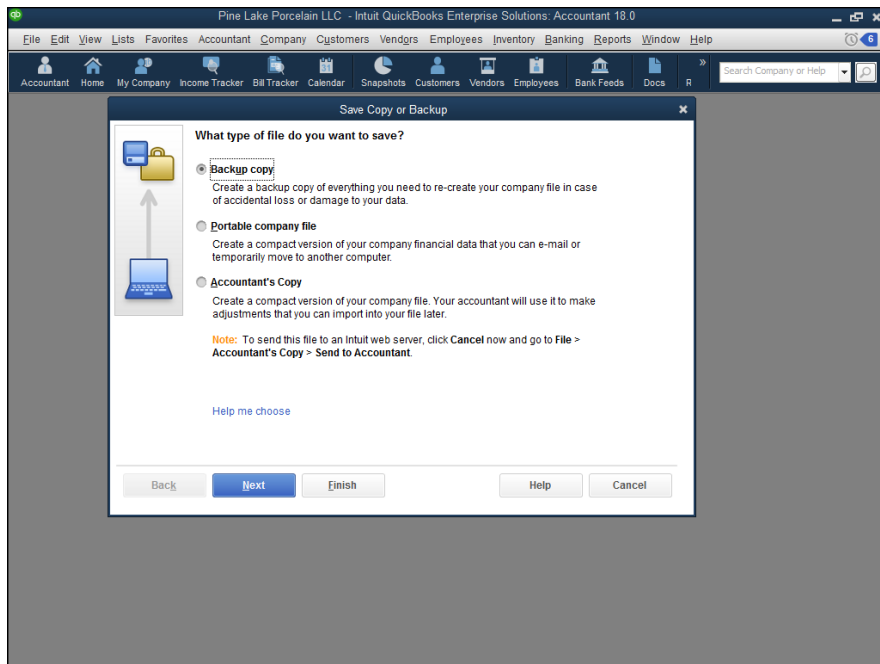 qb
Pine Lake Porcelain LLC - Intuit QuickBooks Enterprise Solutions: Accountant 18.0
File Edit View Lists Favorites Accountant Company Customers Vendors Employees Inventory Banking Reports Window Help 6
Accountant Home My Company Income Tracker Bill Tracker Calendar Snapshots Customers Vendors Employees Bank Feeds Docs R » Search Company or Help
Save Copy or Backup
What type of file do you want to save?
Backup copy
Create a backup copy of everything you need to re-create your company file in case
of accidental loss or damage to your data.
Portable company file
Create a compact version of your company financial data that you can e-mail or
temporarily move to another computer.
Accountant's Copy
Create a compact version of your company file. Your accountant will use it to make
adjustments that you can import into your file later.
Note: To send this file to an Intuit web server, click Cancel now and go to File >
Accountant's Copy > Send to Accountant.
Help me choose
Back Next Finish Help Cancel